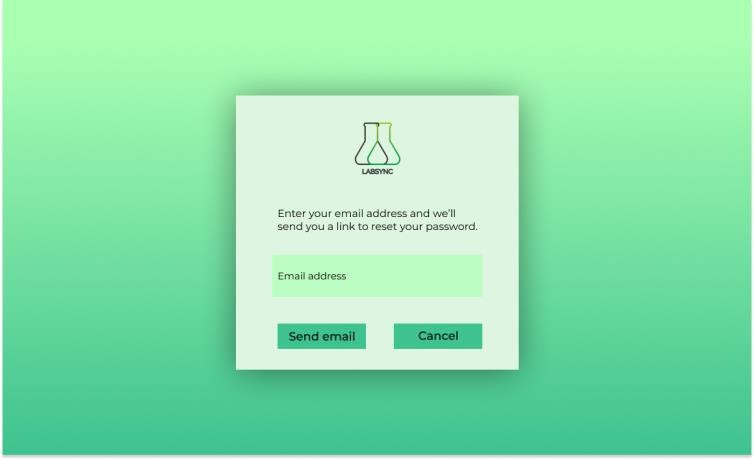 LABSYNC
Enter your email address and we'll
send you a link to reset your password.
Email address
Send email
Cancel